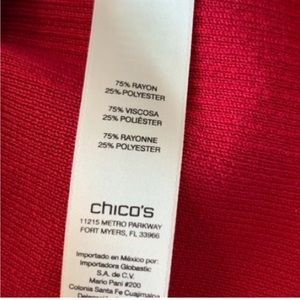 75% RAYON
25% POLYESTER
75% VISCOSA
25% POLIÉSTER
75% RAYONNE
25% POLYESTER
chico's
11215 METRO PARKWAY
FORT MYERS, FL 33966
Importado en México por:
Importadora Globastic
S.A. de C.V.
Mario Pani #200
Colonia Santa Fe Cuajimalpa